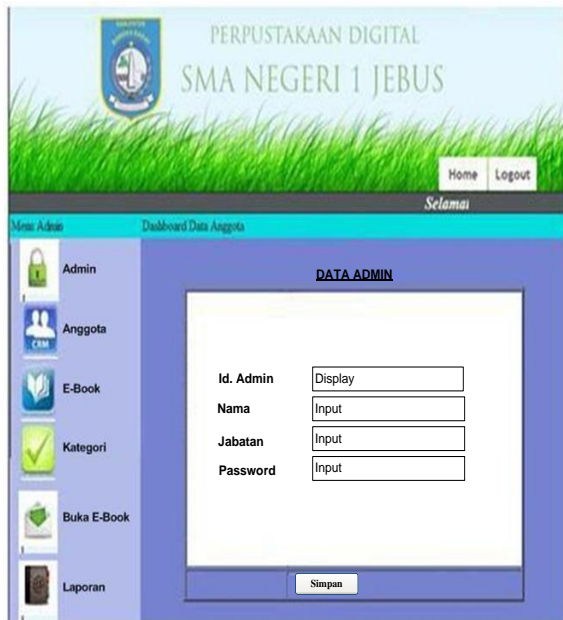 PERPUSTAKAAN DIGITAL
SMA NEGERI 1 JEBUS
Home Logout
Selamat
Menu Admin Dashboard Data Anggota
Admin
DATA ADMIN
Anggota
CRM
Id. Admin Display
E-Book
Nama Input
Jabatan Input
Kategori
Password Input
Buka E-Book
Simpan
Laporan